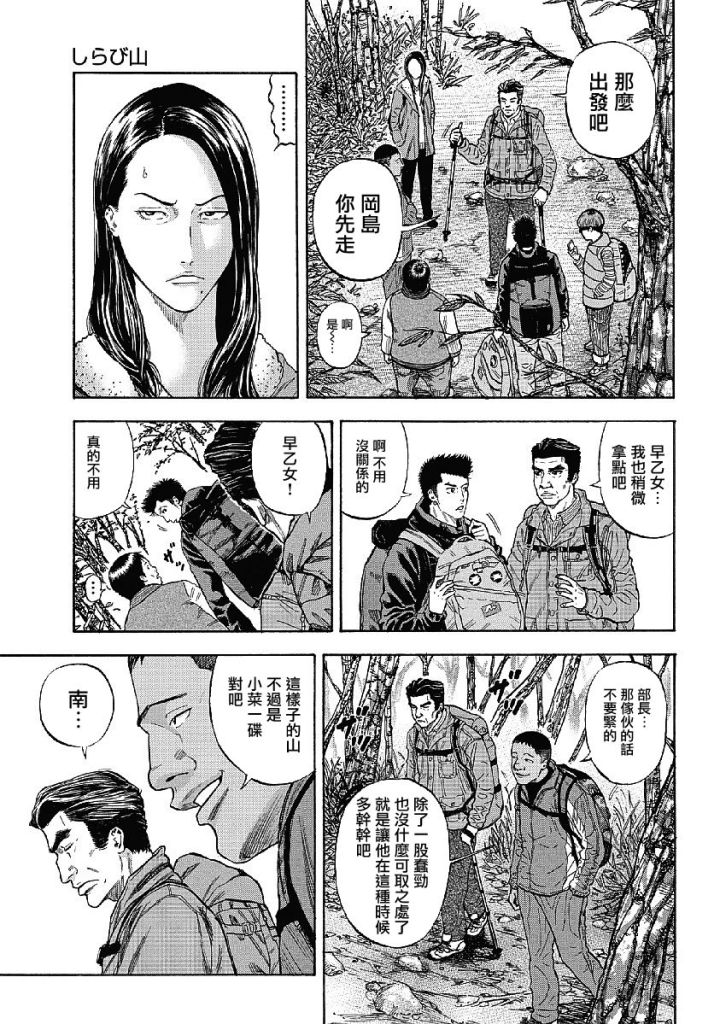 しらび山
那麼
出發吧
岡島
你先走
啊
是⋯
⋯⋯⋯
早乙女⋯
我也稍微
拿點吧
啊 不用
沒關係的
早乙女！
真的不用
⋯
部長⋯
那傢伙的話
不要緊的
除了一股蠢勁
也沒什麼可取之處了
就是讓他在這種時候
多幹幹吧
這樣子的山
不過是
小菜一碟
對吧
南⋯